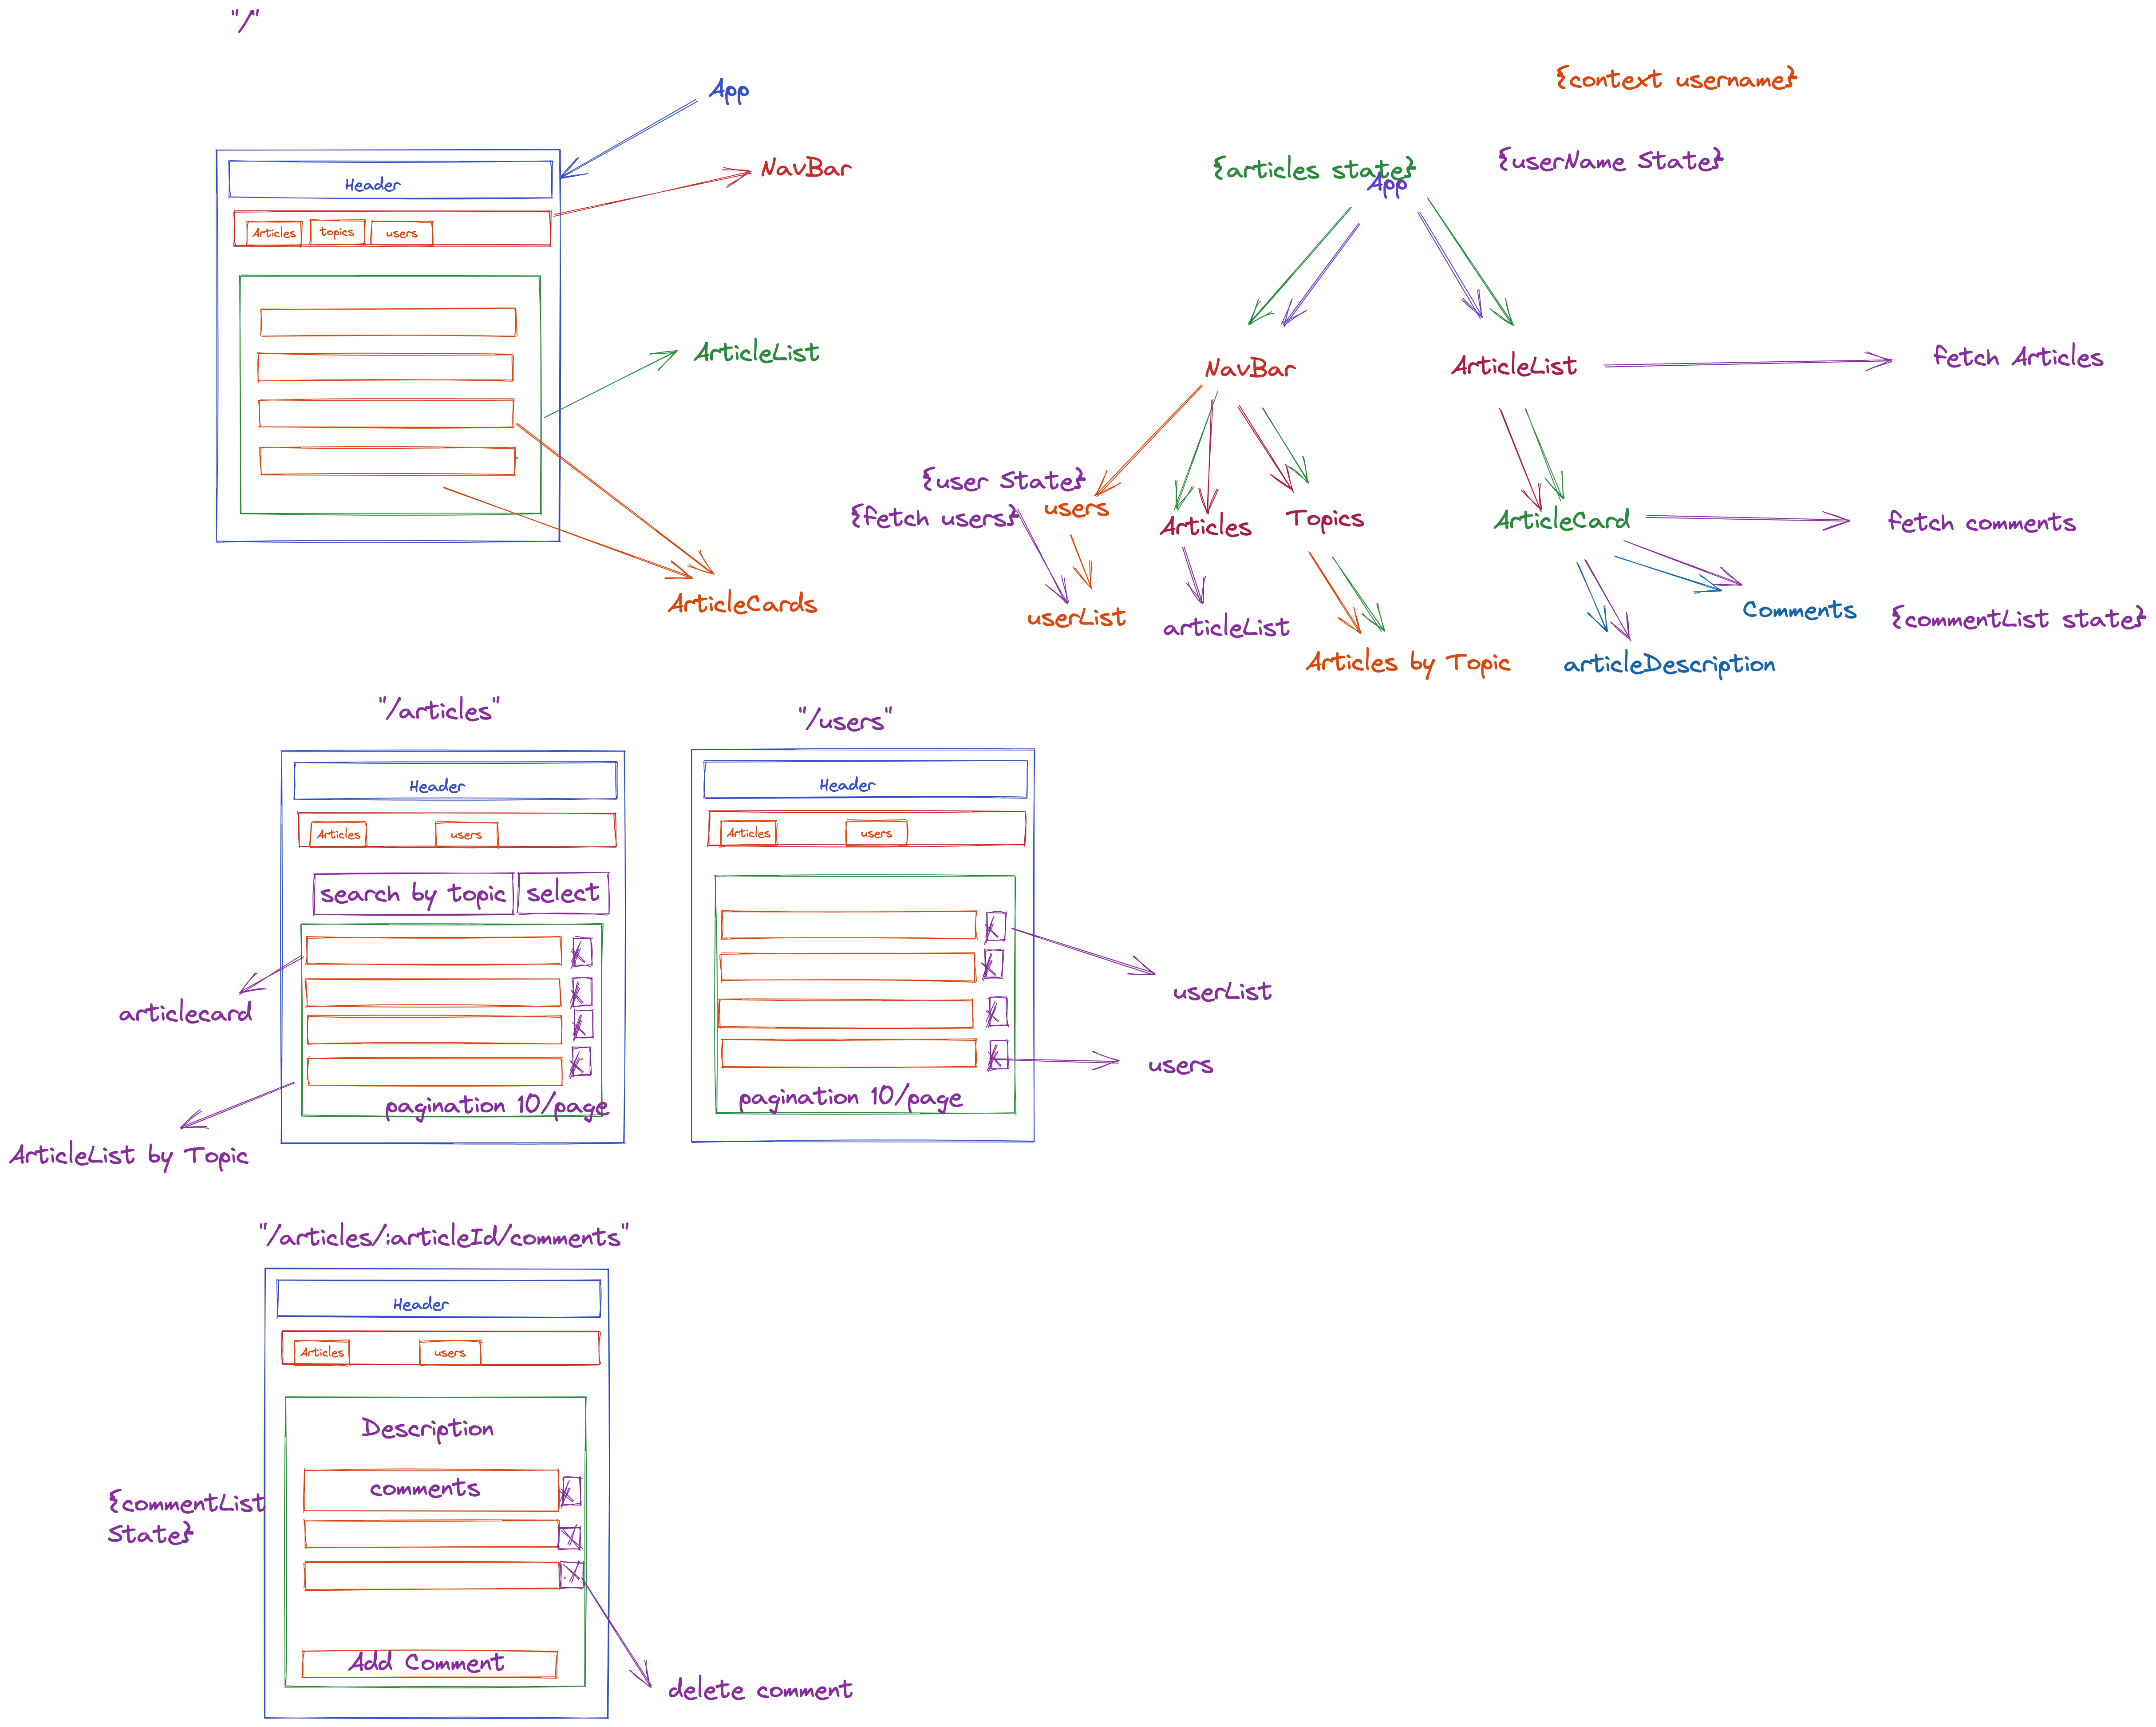 "/"
App
NavBar
Header
Articles
topics
users
ArticleList
ArticleCards
{context username}
{articles state}
{userName State}
App
NavBar
ArticleList
fetch Articles
{user State}
{fetch users}
users
Articles
Topics
ArticleCard
fetch comments
userList
articleList
Articles by Topic
articleDescription
Comments
{commentList state}
"/articles"
Header
Articles
users
search by topic
select
articlecard
pagination 10/page
ArticleList by Topic
"/users"
Header
Articles
users
userList
users
pagination 10/page
"/articles/:articleId/comments"
Header
Articles
users
Description
comments
{commentList
State}
Add Comment
delete comment